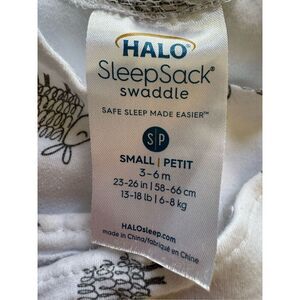 HALO®
SleepSack®
swaddle
SAFE SLEEP MADE EASIER™
S|P
SMALL | PETIT
3-6 m
23-26 in | 58-66 cm
13-18 lb | 6-8 kg
HALOsleep.com
made in China/fabriqué en Chine